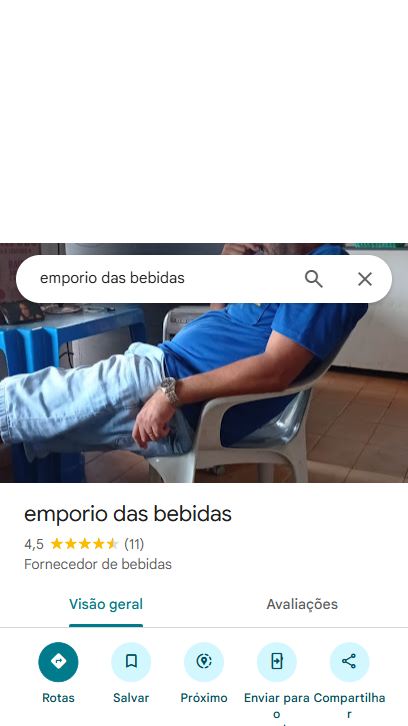 emporio das bebidas
emporio das bebidas
4,5 (11)
Fornecedor de bebidas
Visão geral Avaliações
Rotas Salvar Próximo Enviar para o Compartilhar